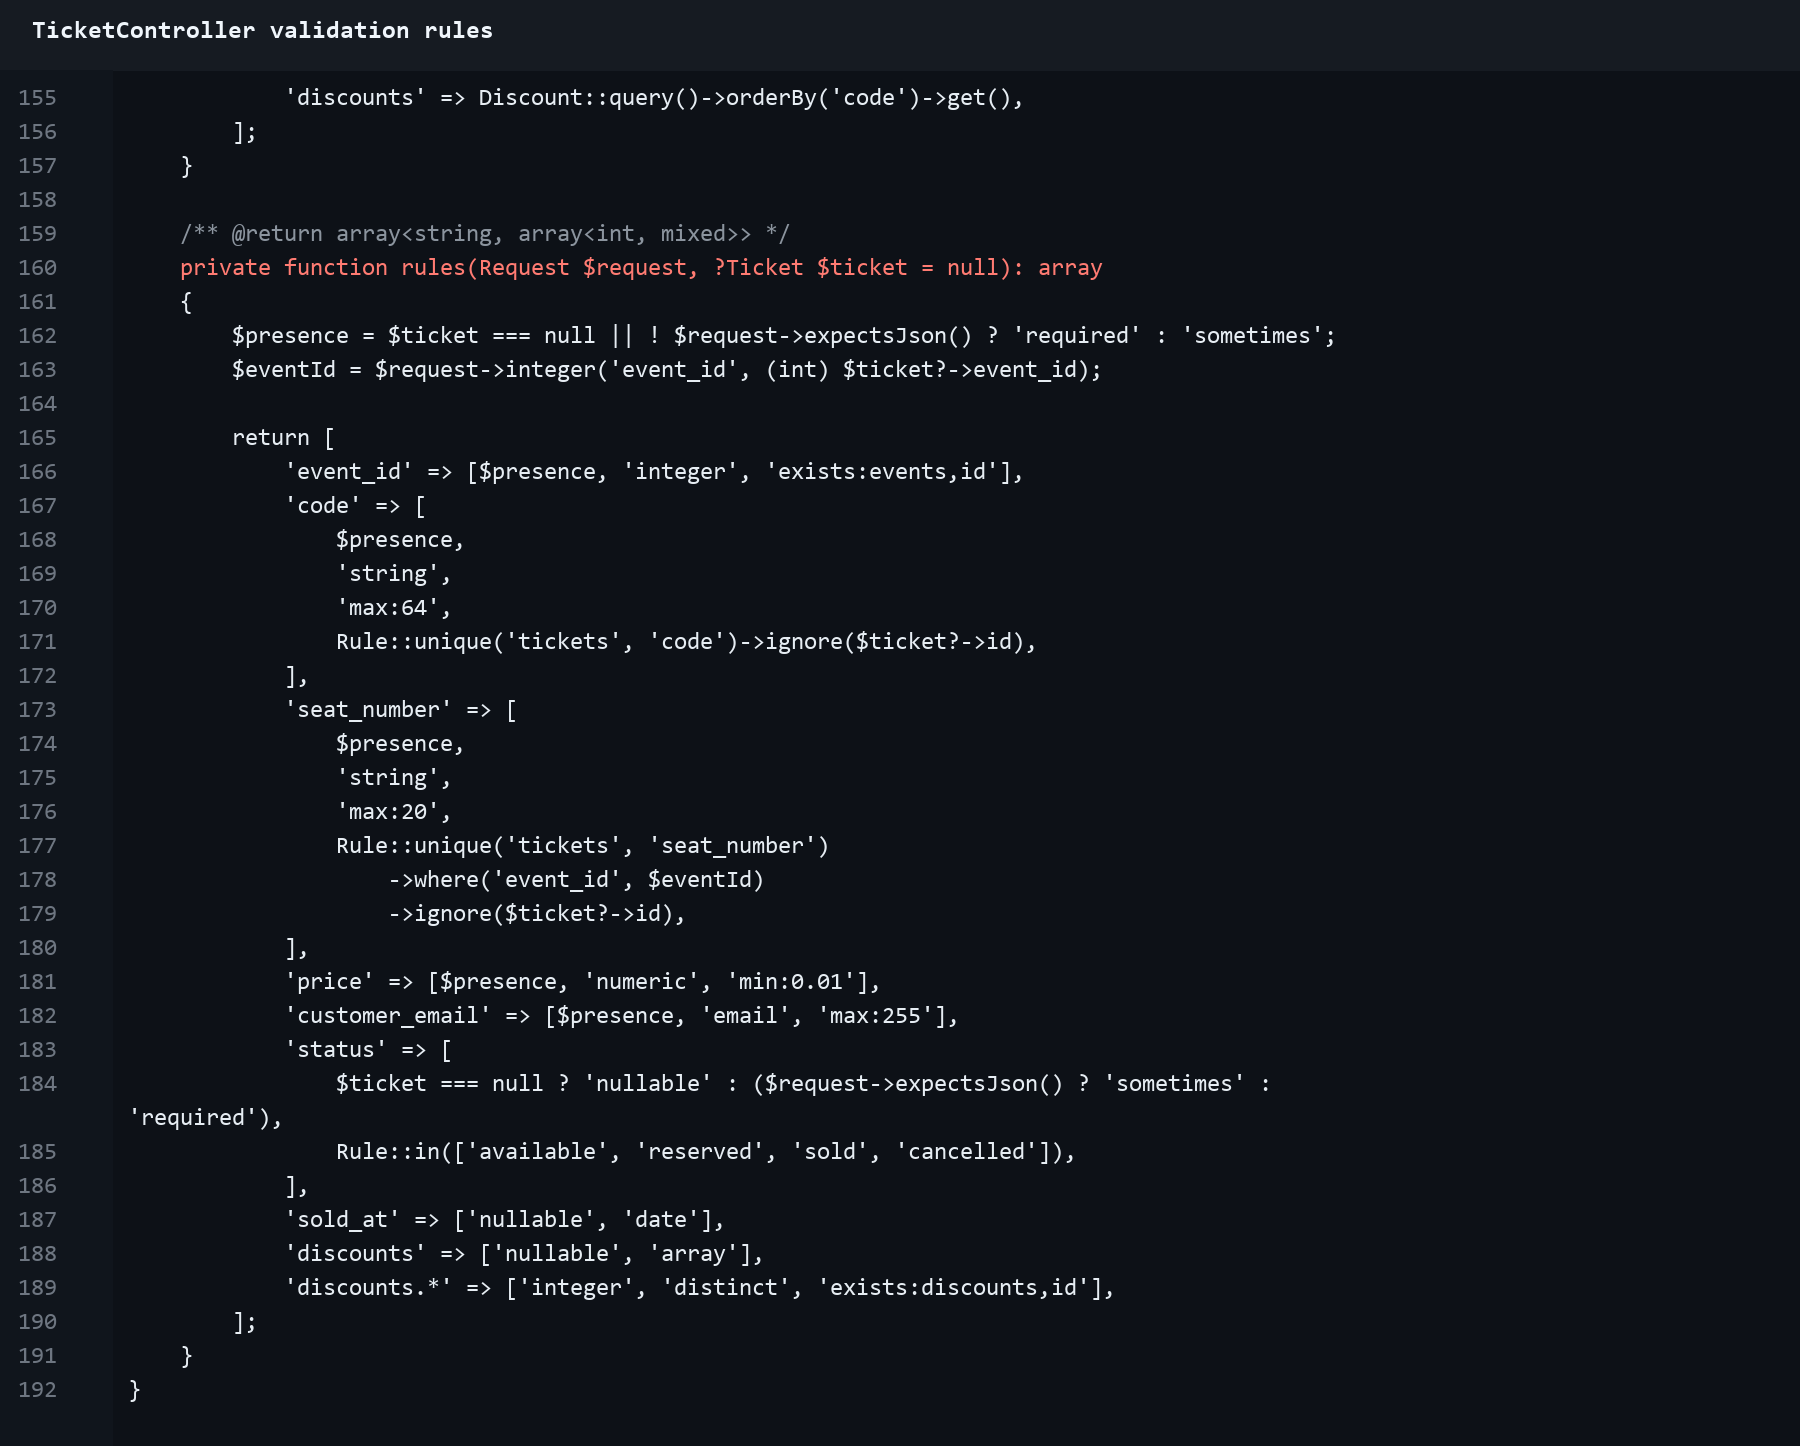 TicketController validation rules
155             'discounts' => Discount::query()->orderBy('code')->get(),
156         ];
157     }
158
159     /** @return array<string, array<int, mixed>> */
160     private function rules(Request $request, ?Ticket $ticket = null): array
161     {
162         $presence = $ticket === null || ! $request->expectsJson() ? 'required' : 'sometimes';
163         $eventId = $request->integer('event_id', (int) $ticket?->event_id);
164
165         return [
166             'event_id' => [$presence, 'integer', 'exists:events,id'],
167             'code' => [
168                 $presence,
169                 'string',
170                 'max:64',
171                 Rule::unique('tickets', 'code')->ignore($ticket?->id),
172             ],
173             'seat_number' => [
174                 $presence,
175                 'string',
176                 'max:20',
177                 Rule::unique('tickets', 'seat_number')
178                     ->where('event_id', $eventId)
179                     ->ignore($ticket?->id),
180             ],
181             'price' => [$presence, 'numeric', 'min:0.01'],
182             'customer_email' => [$presence, 'email', 'max:255'],
183             'status' => [
184                 $ticket === null ? 'nullable' : ($request->expectsJson() ? 'sometimes' :
'required'),
185                 Rule::in(['available', 'reserved', 'sold', 'cancelled']),
186             ],
187             'sold_at' => ['nullable', 'date'],
188             'discounts' => ['nullable', 'array'],
189             'discounts.*' => ['integer', 'distinct', 'exists:discounts,id'],
190         ];
191     }
192 }